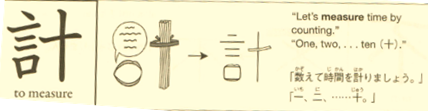 計
to measure
"Let's measure time by
counting."
"One, two, . . . ten (十)."
「数えて時間を計りましょう。」
「一、二、……十。」